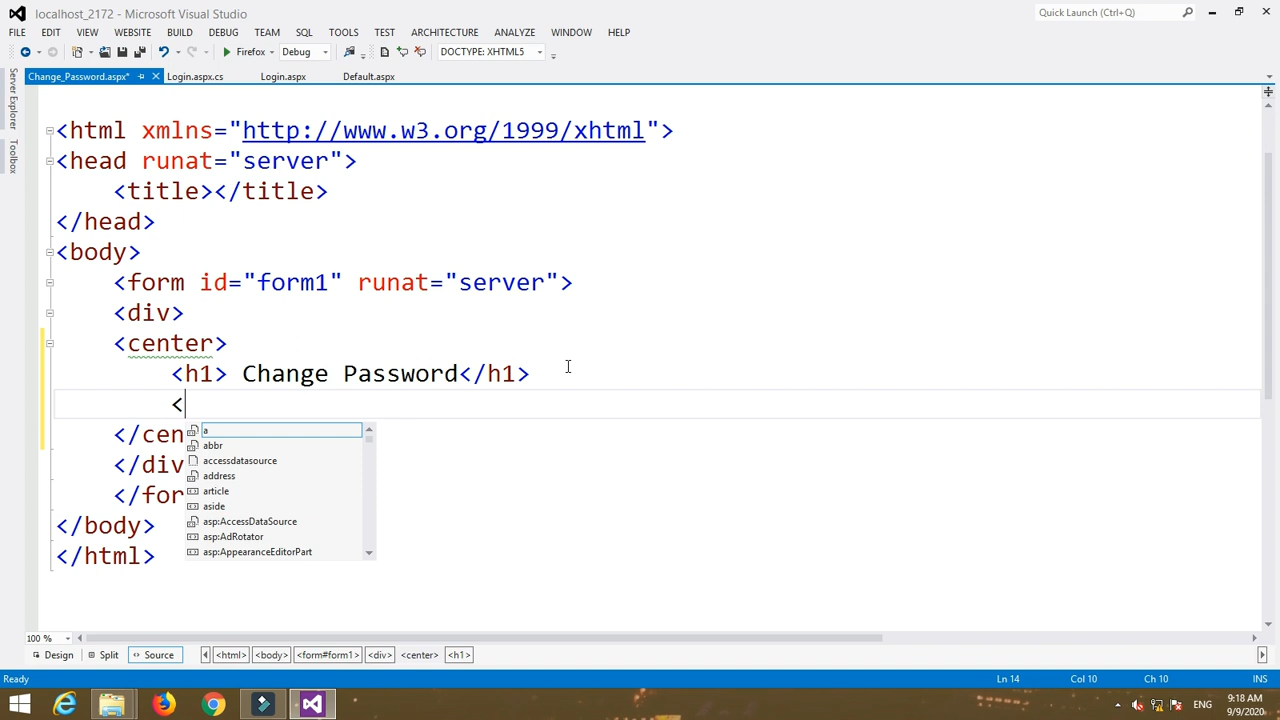 localhost_2172 - Microsoft Visual Studio
Quick Launch (Ctrl+Q)
FILE EDIT VIEW WEBSITE BUILD DEBUG TEAM SQL TOOLS TEST ARCHITECTURE ANALYZE WINDOW HELP
Firefox Debug DOCTYPE: XHTML5
Change_Password.aspx* Login.aspx.cs Login.aspx Default.aspx
Server Explorer
Toolbox
<html xmlns="http://www.w3.org/1999/xhtml">
<head runat="server">
<title></title>
</head>
<body>
<form id="form1" runat="server">
<div>
<center>
<h1> Change Password</h1>
<
</cen
</div
</for
</body>
</html>
a
abbr
accessdatasource
address
article
aside
asp:AccessDataSource
asp:AdRotator
asp:AppearanceEditorPart
100 %
Design Split Source <html> <body> <form#form1> <div> <center> <h1>
Ready Ln 14 Col 10 Ch 10 INS
ENG 9:18 AM
9/9/2020